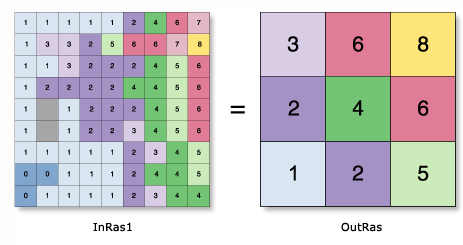 1 1 1 1 1 2 4 6 7
1 3 3 2 5 6 6 7 8
1 1 3 2 2 2 4 5 6
1 2 2 2 2 4 4 5 6
1 1 2 2 2 4 5 6
1 1 2 2 3 4 5 6
1 1 1 1 1 2 3 4 5
0 0 1 1 1 2 4 4 5
0 1 1 1 1 2 3 4 4
InRas1
=
3 6 8
2 4 6
1 2 5
OutRas